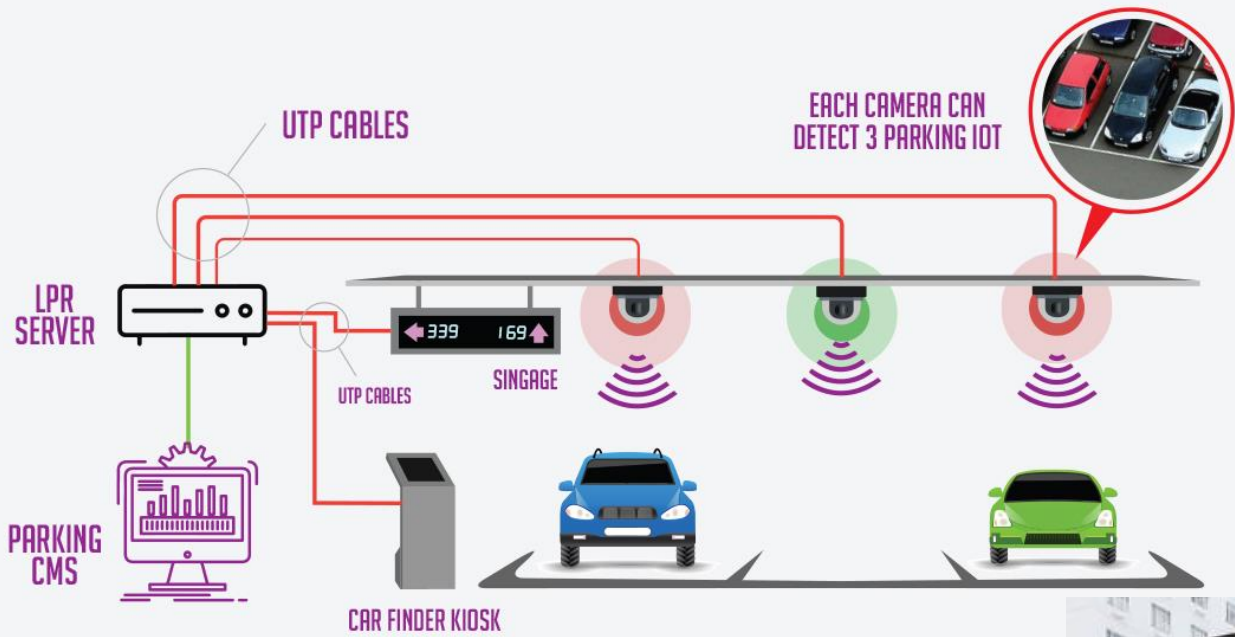 UTP CABLES
EACH CAMERA CAN
DETECT 3 PARKING IOT
LPR
SERVER
339 169
SINGAGE
UTP CABLES
PARKING
CMS
CAR FINDER KIOSK